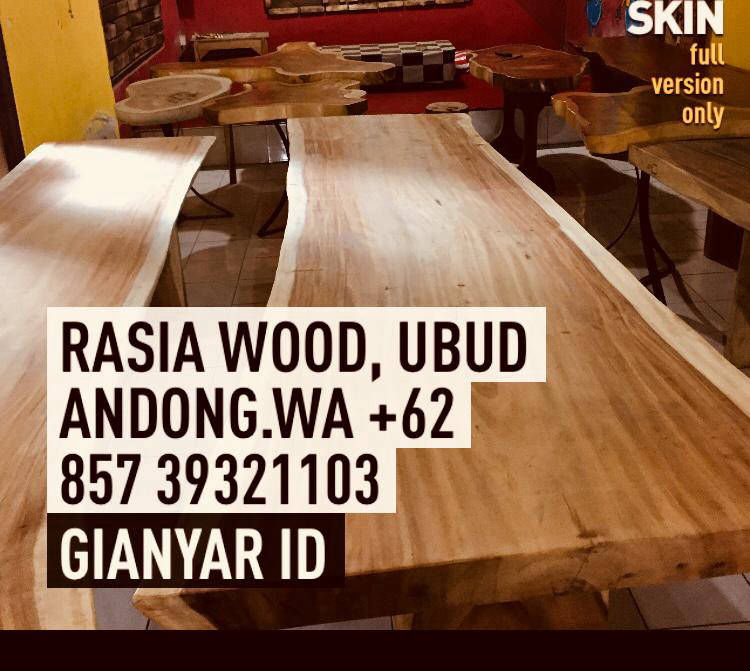 SKIN
full
version
only
RASIA WOOD, UBUD
ANDONG.WA +62
857 39321103
GIANYAR ID